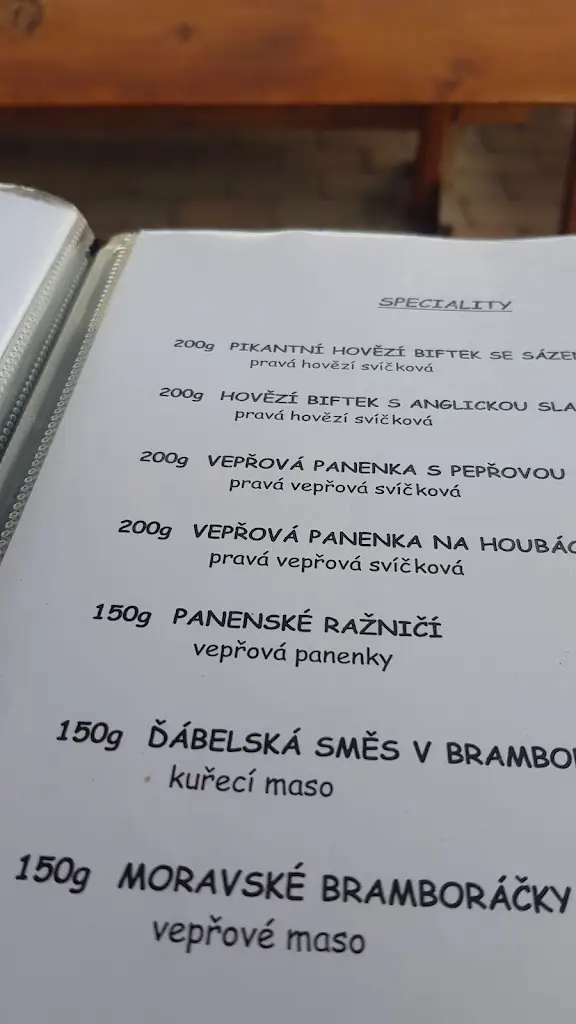 SPECIALITY
200g PIKANTNÍ HOVĚZÍ BIFTEK SE
pravá hovězí svíčková
200g HOVĚZÍ BIFTEK S ANGLICKOU
pravá hovězí svíčková
200g VEPŘOVÁ PANENKA S PEPŘOVOU
pravá vepřová svíčková
200g VEPŘOVÁ PANENKA NA
pravá vepřová svíčková
150g PANENSKÉ RAŽNIČÍ
vepřová panenky
150g ĎÁBELSKÁ SMĚS V
kuřecí maso
150g MORAVSKÉ BRAMBORÁČKY
vepřové maso